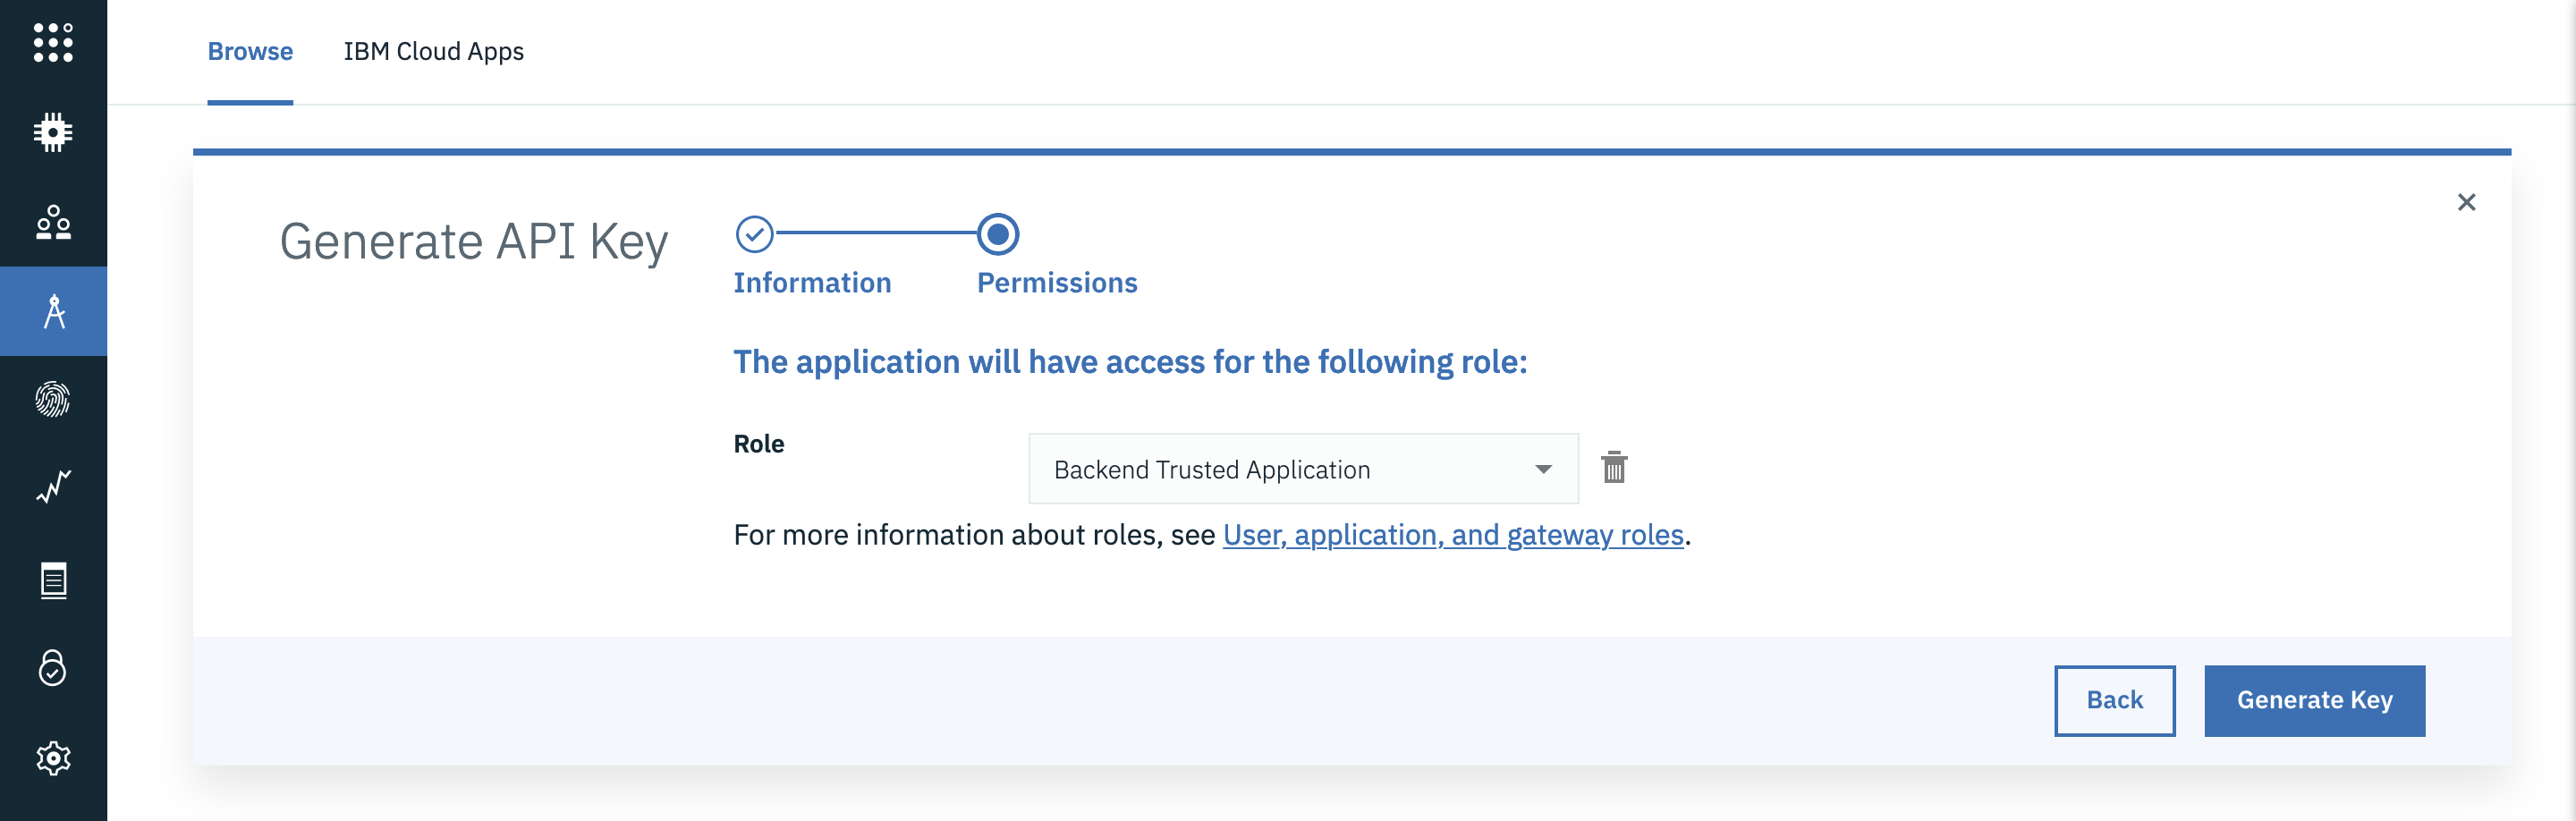 Browse IBM Cloud Apps
Generate API Key
Information Permissions
The application will have access for the following role:
Role
Backend Trusted Application
For more information about roles, see User, application, and gateway roles.
Back Generate Key